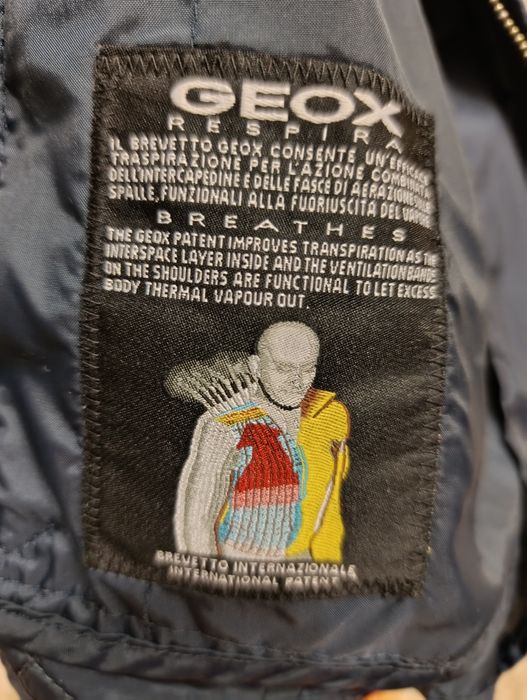 GEOX
RESPIRA
IL BREVETTO GEOX CONSENTE UN'EFFICACE
TRASPIRAZIONE PER L'AZIONE COMBINATA
DELL'INTERCAPEDINE E DELLE FASCE DI AERAZIONE SULLE
SPALLE, FUNZIONALI ALLA FUORIUSCITA DEL VAPORE
BREATHES
THE GEOX PATENT IMPROVES TRANSPIRATION AS THE
INTERSPACE LAYER INSIDE AND THE VENTILATION BANDS
ON THE SHOULDERS ARE FUNCTIONAL TO LET EXCESS
BODY THERMAL VAPOUR OUT.
BREVETTO INTERNAZIONALE
INTERNATIONAL PATENT